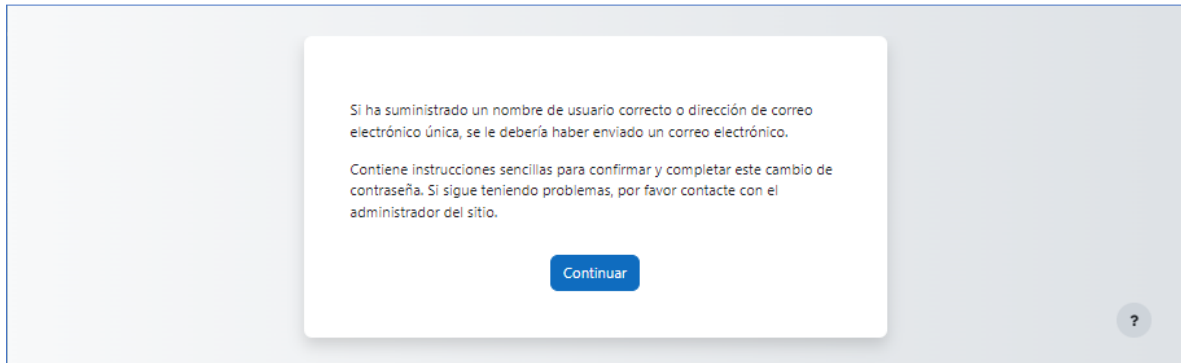 Si ha suministrado un nombre de usuario correcto o dirección de correo
electrónico única, se le debería haber enviado un correo electrónico.
Contiene instrucciones sencillas para confirmar y completar este cambio de
contraseña. Si sigue teniendo problemas, por favor contacte con el
administrador del sitio.
Continuar
?